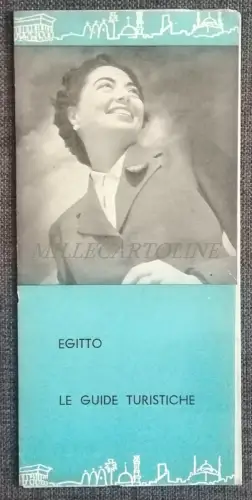 MILLECARTOLINE
EGITTO
LE GUIDE TURISTICHE